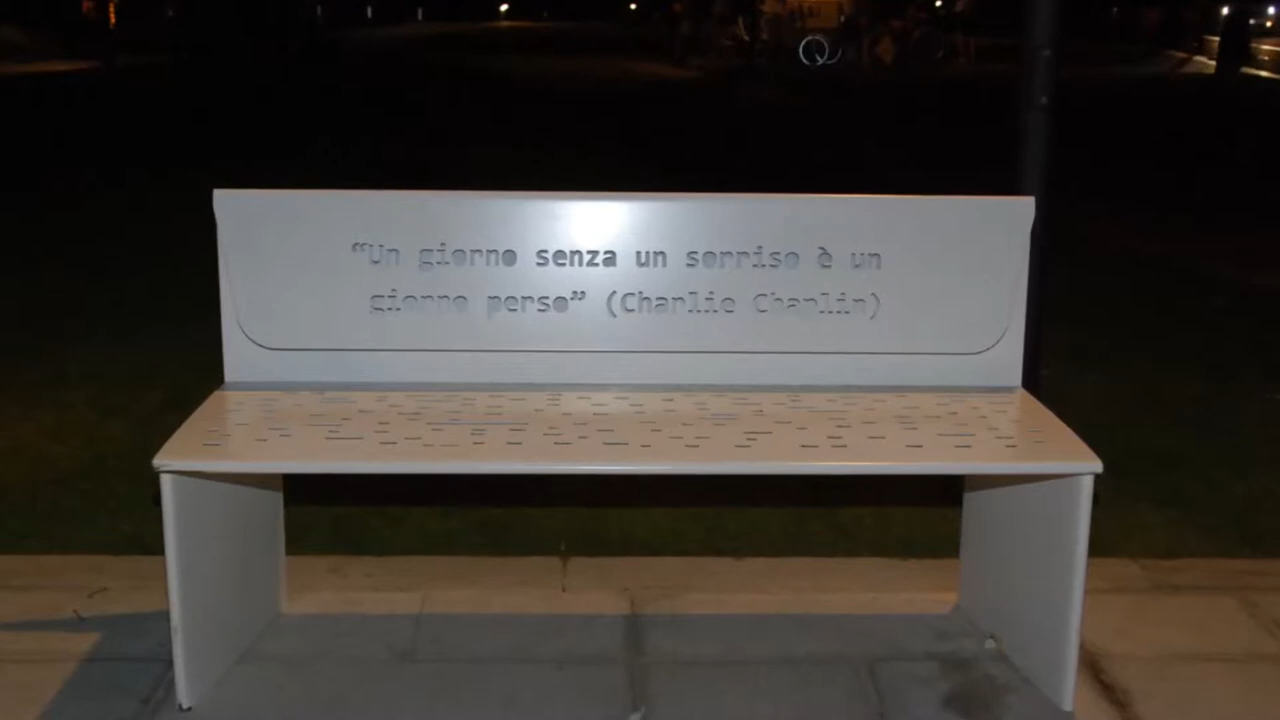 “Un giorno senza un sorriso è un
giorno perso” (Charlie Chaplin)